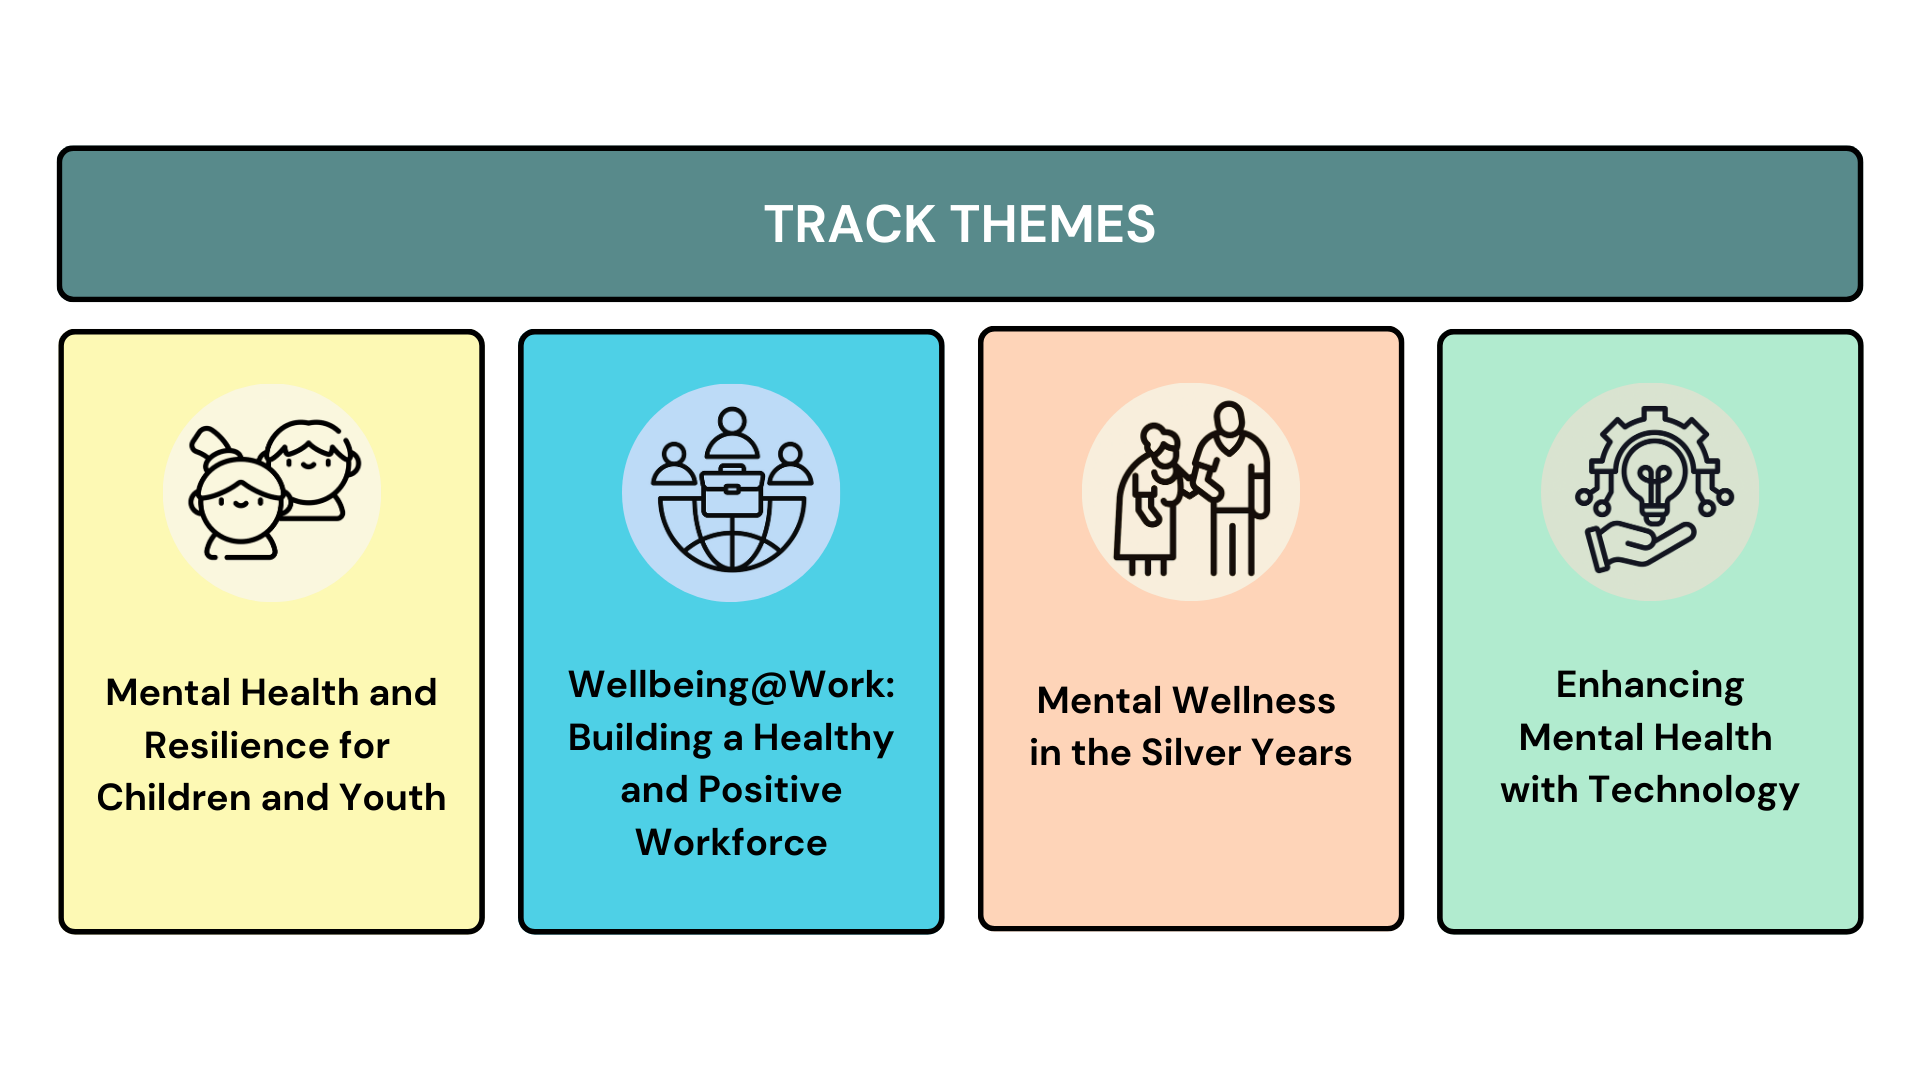 TRACK THEMES
Mental Health and
Resilience for
Children and Youth
Wellbeing@Work:
Building a Healthy
and Positive
Workforce
Mental Wellness
in the Silver Years
Enhancing
Mental Health
with Technology